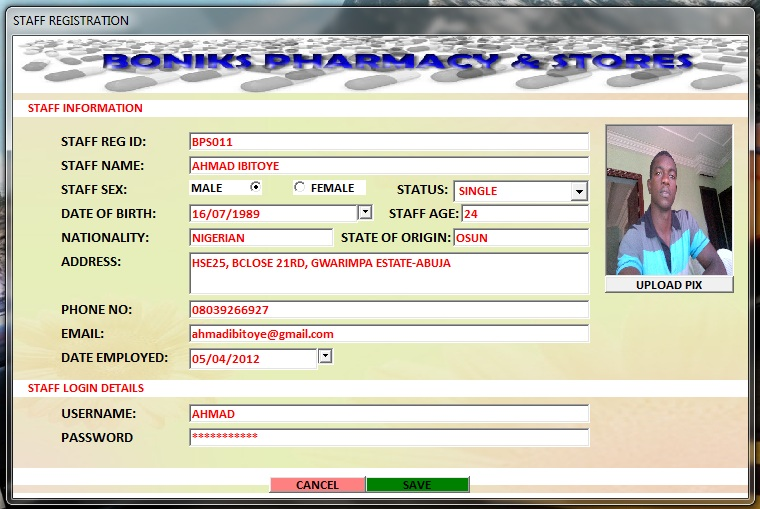 STAFF REGISTRATION
BONIKS PHARMACY & STORES
STAFF INFORMATION
STAFF REG ID: BPS011
STAFF NAME: AHMAD IBITOYE
STAFF SEX: MALE FEMALE STATUS: SINGLE
DATE OF BIRTH: 16/07/1989 STAFF AGE: 24
NATIONALITY: NIGERIAN STATE OF ORIGIN: OSUN
ADDRESS: HSE25, BCLOSE 21RD, GWARIMPA ESTATE-ABUJA
UPLOAD PIX
PHONE NO: 08039266927
EMAIL: ahmadibitoye@gmail.com
DATE EMPLOYED: 05/04/2012
STAFF LOGIN DETAILS
USERNAME: AHMAD
PASSWORD ***********
CANCEL SAVE